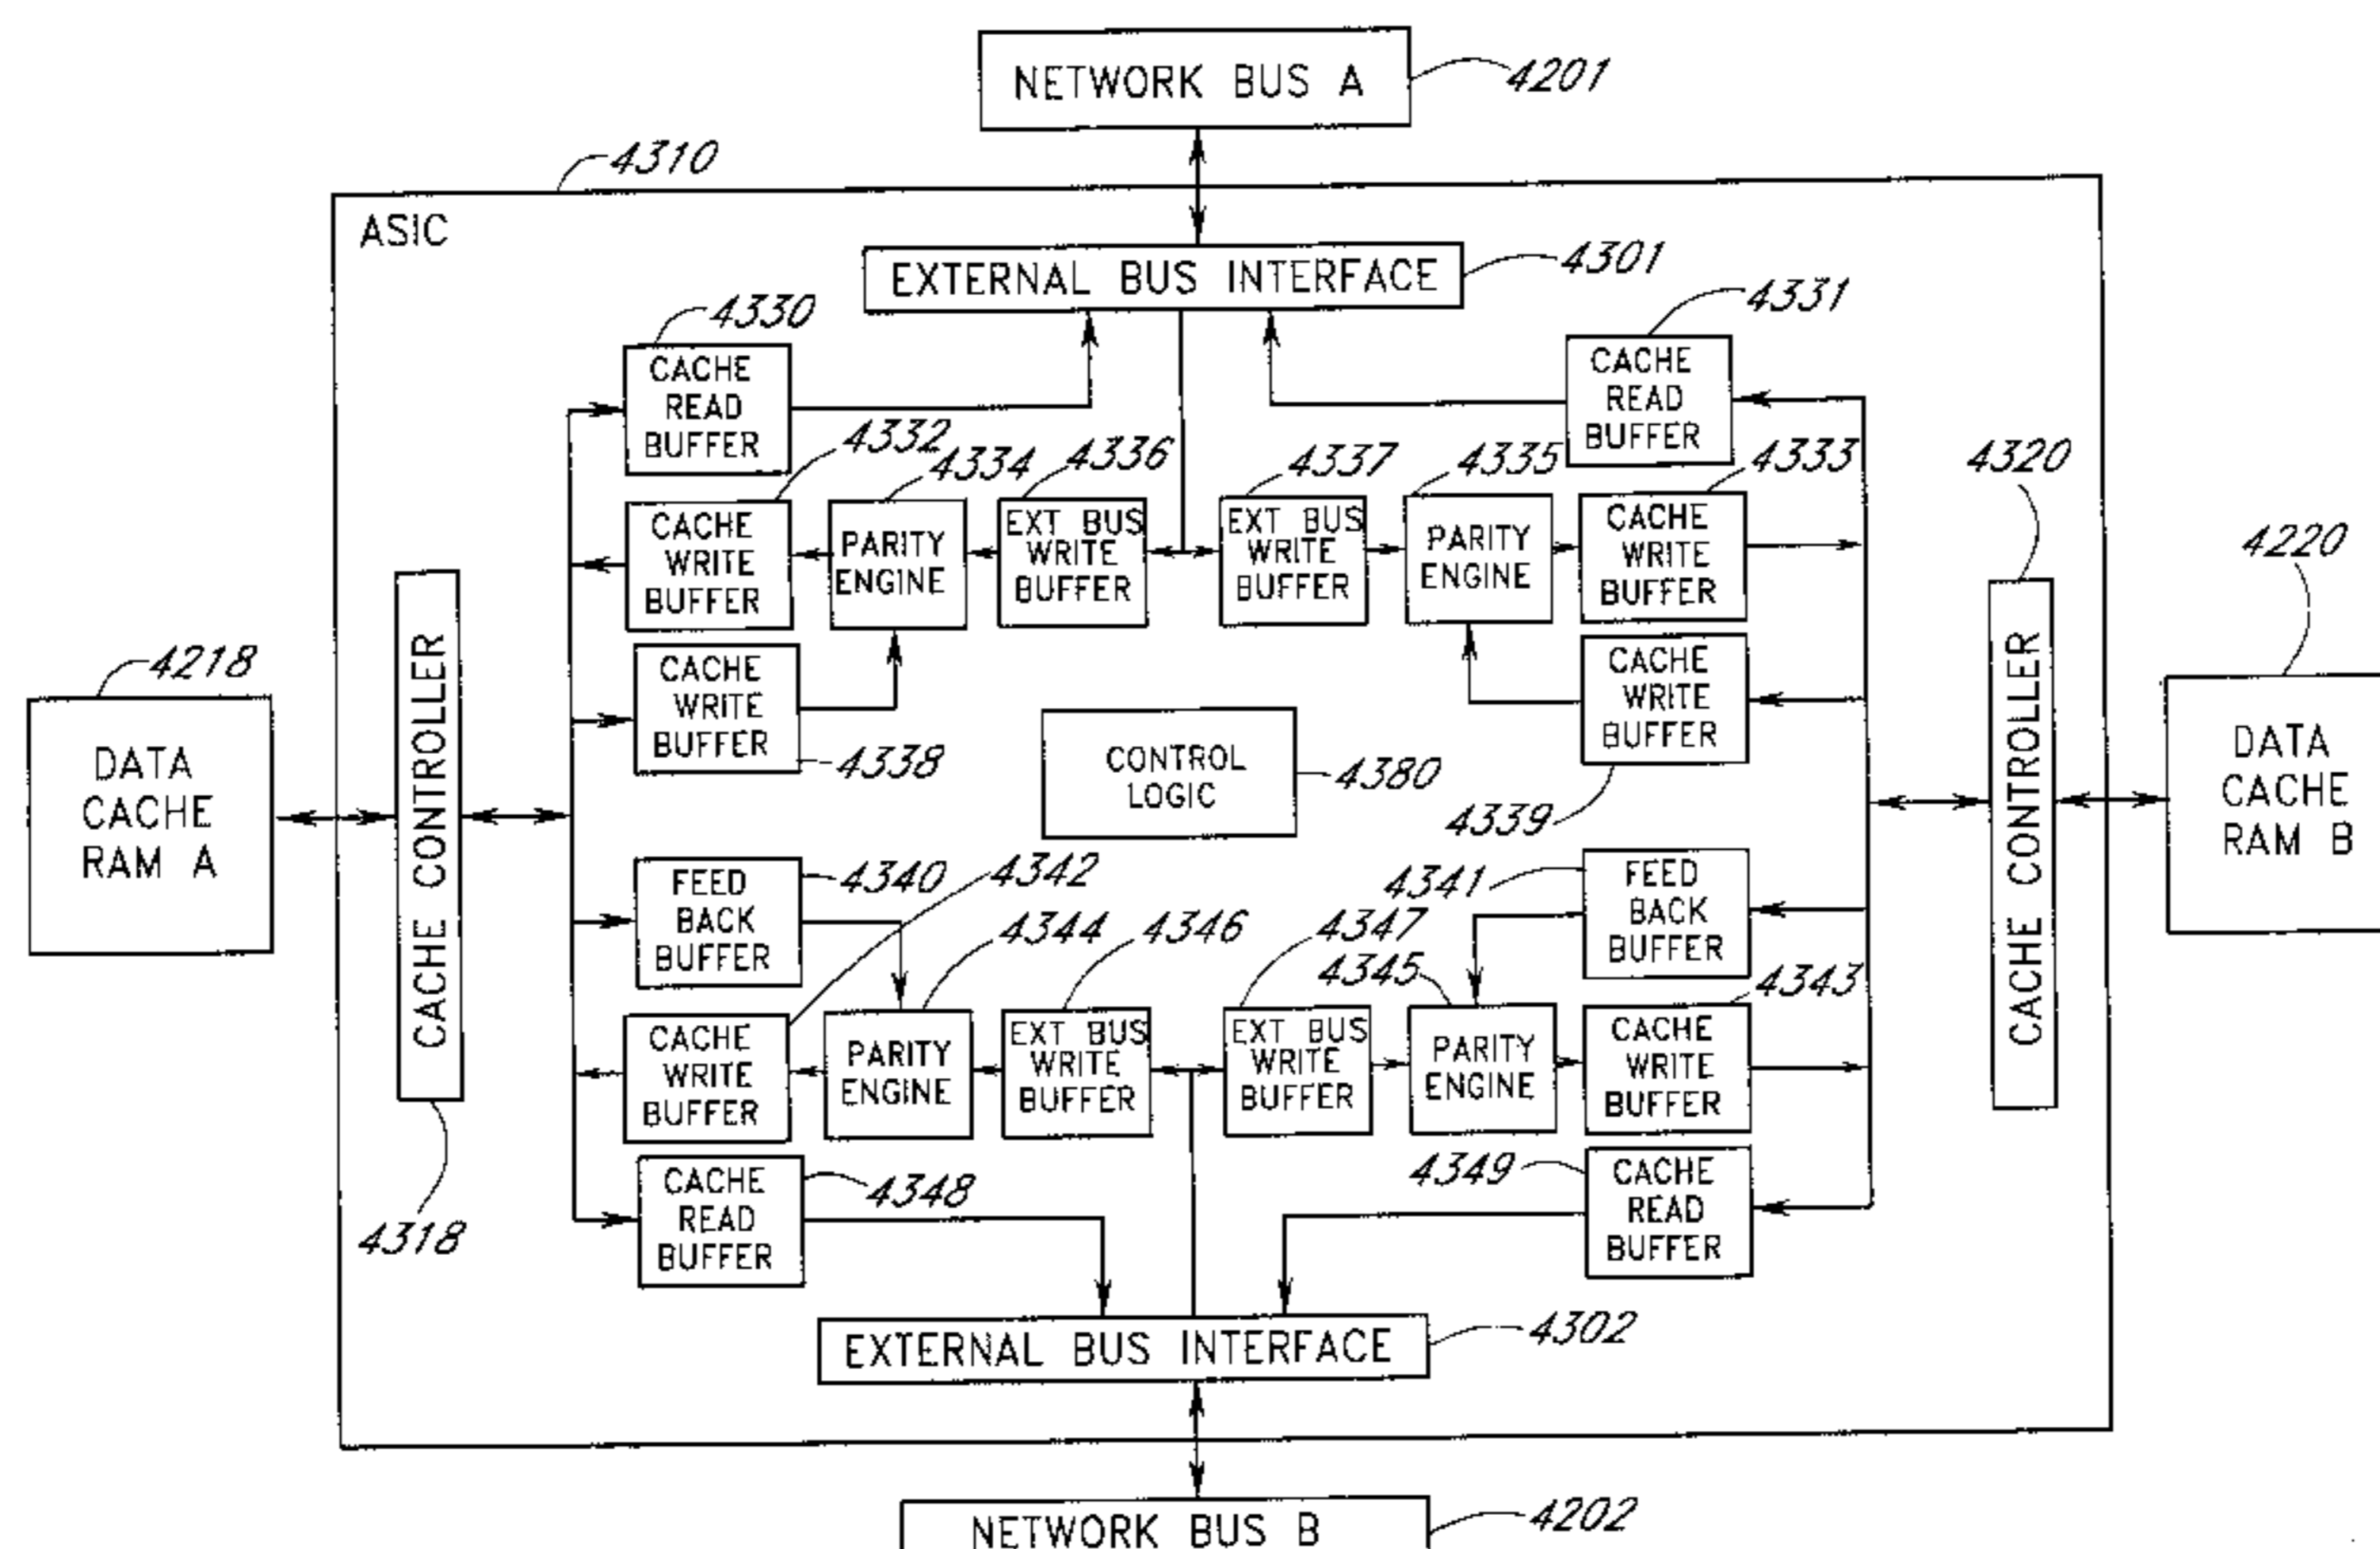 NETWORK BUS A
4201
4310
ASIC
EXTERNAL BUS INTERFACE
4301
4330
4331
CACHE
READ
BUFFER
CACHE
READ
BUFFER
4332
4334
4336
4337
4335
4333
4320
CACHE
WRITE
BUFFER
PARITY
ENGINE
EXT BUS
WRITE
BUFFER
EXT BUS
WRITE
BUFFER
PARITY
ENGINE
CACHE
WRITE
BUFFER
4220
4218
CACHE
WRITE
BUFFER
4338
CACHE
WRITE
BUFFER
4339
CONTROL
LOGIC
4380
DATA
CACHE
RAM A
CACHE CONTROLLER
CACHE CONTROLLER
DATA
CACHE
RAM B
FEED
BACK
BUFFER
4340
4342
4341
FEED
BACK
BUFFER
4344
4346
4347
4345
4343
CACHE
WRITE
BUFFER
PARITY
ENGINE
EXT BUS
WRITE
BUFFER
EXT BUS
WRITE
BUFFER
PARITY
ENGINE
CACHE
WRITE
BUFFER
4318
CACHE
READ
BUFFER
4348
4349
CACHE
READ
BUFFER
EXTERNAL BUS INTERFACE
4302
NETWORK BUS B
4202